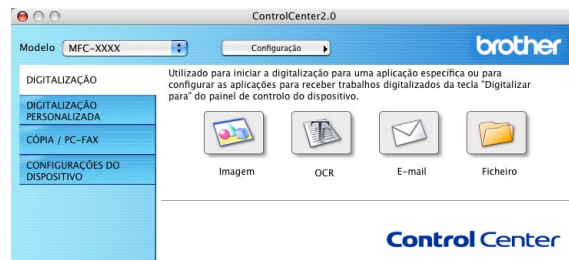 ControlCenter2.0
Modelo MFC-XXXX Configuração brother
DIGITALIZAÇÃO
DIGITALIZAÇÃO
PERSONALIZADA
CÓPIA / PC-FAX
CONFIGURAÇÕES DO
DISPOSITIVO
Utilizado para iniciar a digitalização para uma aplicação específica ou para
configurar as aplicações para receber trabalhos digitalizados da tecla "Digitalizar
para" do painel de controlo do dispositivo.
Imagem OCR E-mail Ficheiro
Control Center